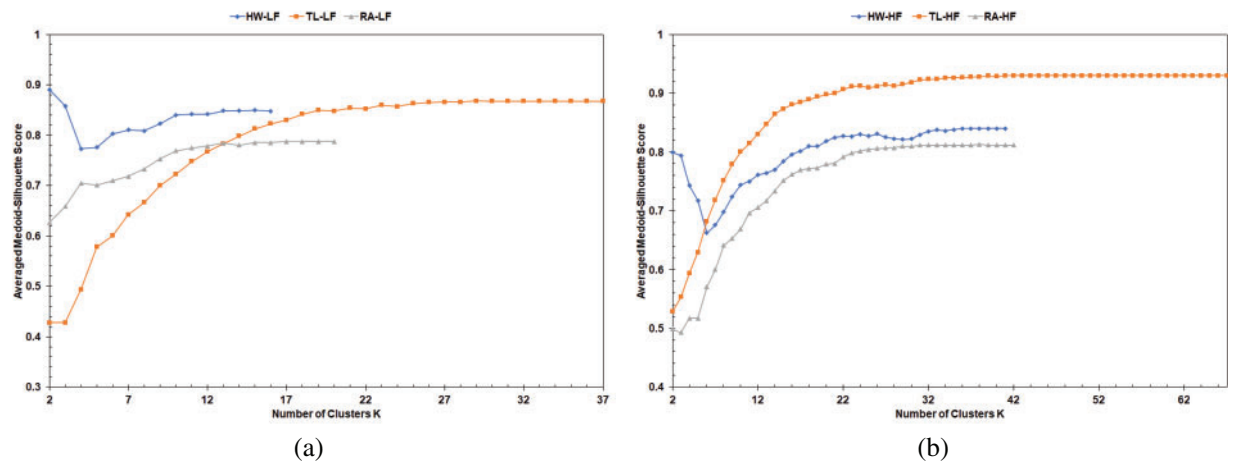 HW-LF TL-LF RA-LF
Averaged Medoid-Silhouette Score
1
0.9
0.8
0.7
0.6
0.5
0.4
0.3
2 7 12 17 22 27 32 37
Number of Clusters K
(a)
HW-HF TL-HF RA-HF
Averaged Medoid-Silhouette Score
1
0.9
0.8
0.7
0.6
0.5
0.4
2 12 22 32 42 52 62
Number of Clusters K
(b)